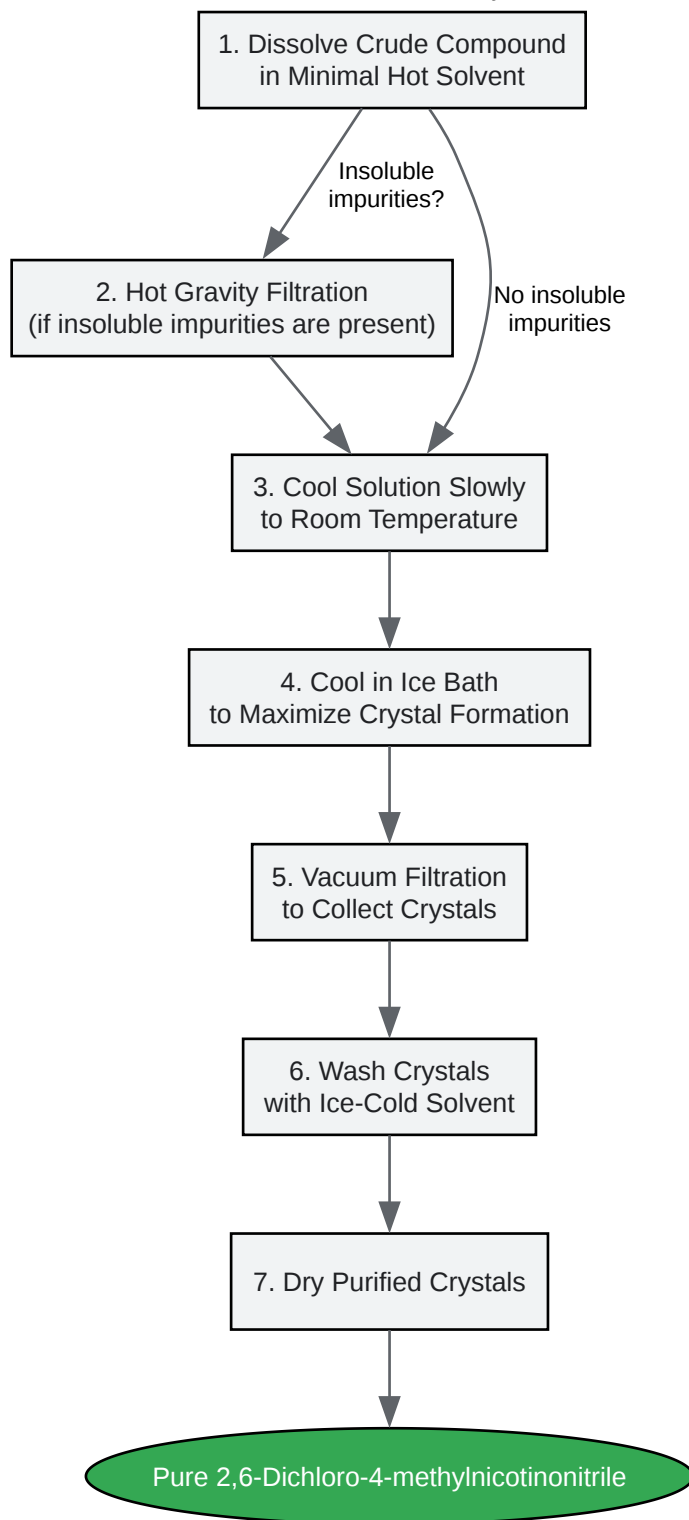 1. Dissolve Crude Compound
in Minimal Hot Solvent
Insoluble
impurities?
2. Hot Gravity Filtration
(if insoluble impurities are present)
No insoluble
impurities
3. Cool Solution Slowly
to Room Temperature
4. Cool in Ice Bath
to Maximize Crystal Formation
5. Vacuum Filtration
to Collect Crystals
6. Wash Crystals
with Ice-Cold Solvent
7. Dry Purified Crystals
Pure 2,6-Dichloro-4-methylnicotinonitrile